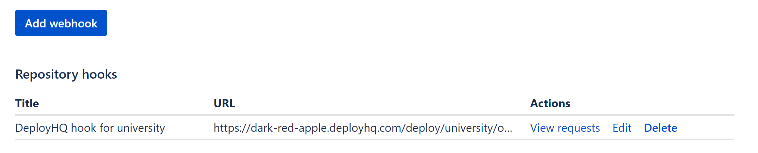 Add webhook
Repository hooks
Title URL Actions
DeployHQ hook for university https://dark-red-apple.deployhq.com/deploy/university/o... View requests Edit Delete